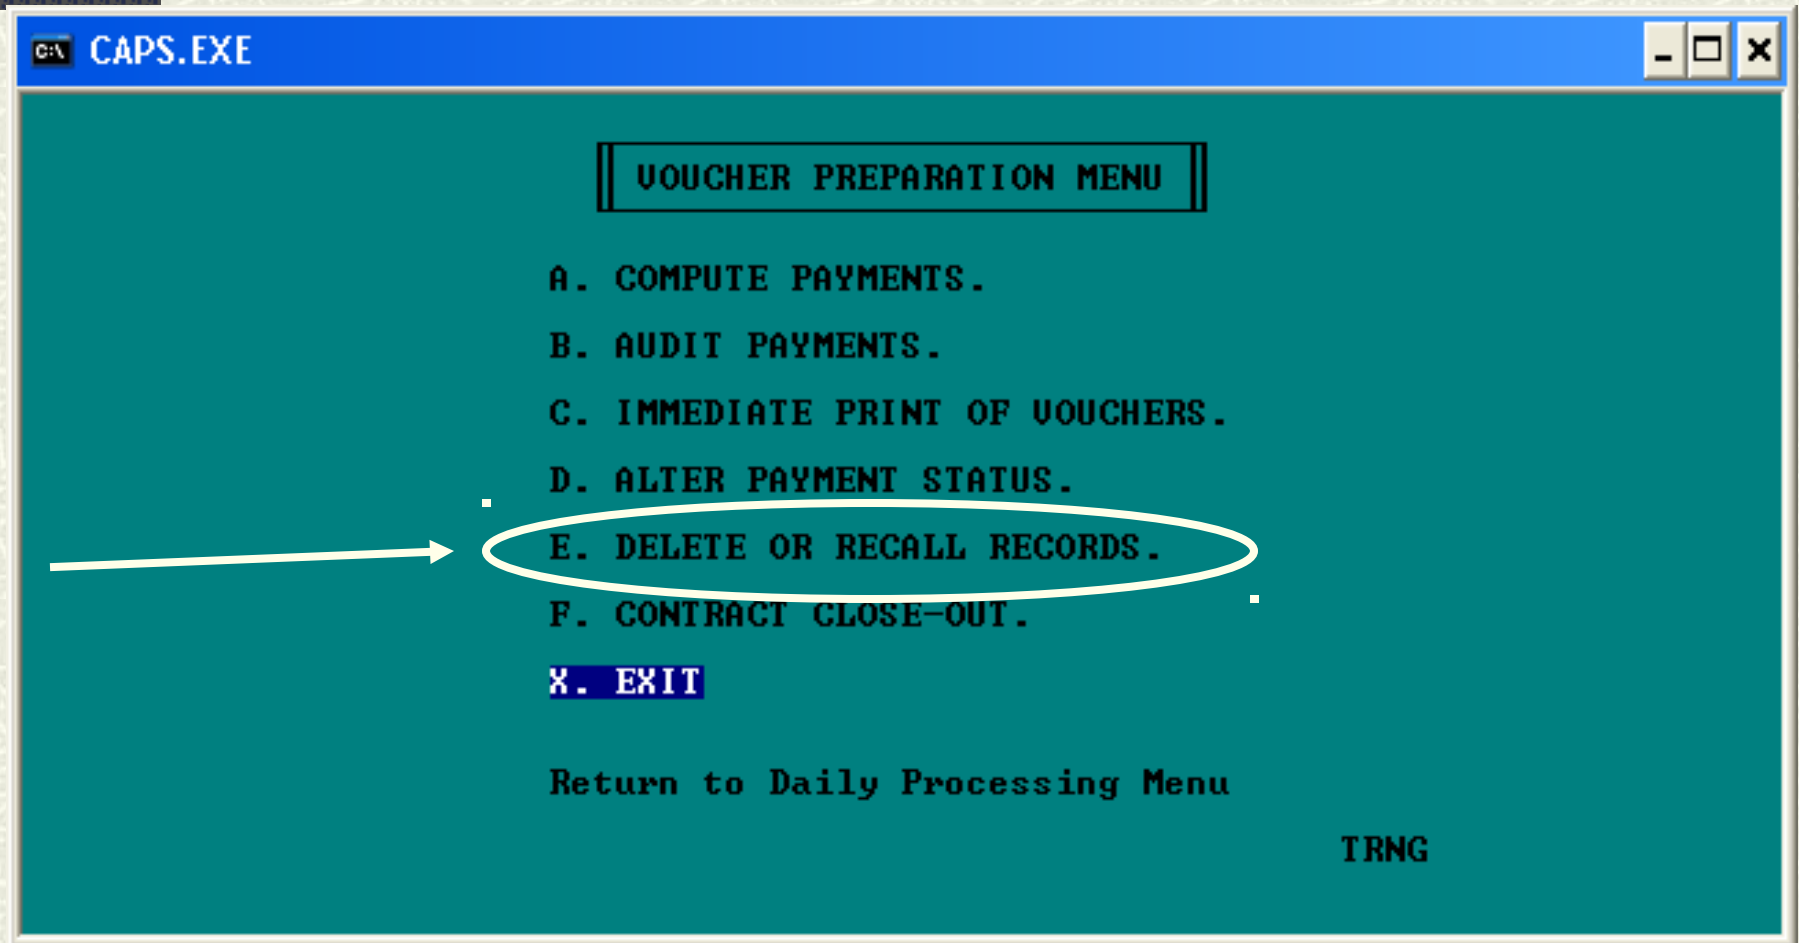 C:\ CAPS.EXE
VOUCHER PREPARATION MENU
A. COMPUTE PAYMENTS.
B. AUDIT PAYMENTS.
C. IMMEDIATE PRINT OF VOUCHERS.
D. ALTER PAYMENT STATUS.
E. DELETE OR RECALL RECORDS.
F. CONTRACT CLOSE-OUT.
X. EXIT
Return to Daily Processing Menu
TRNG